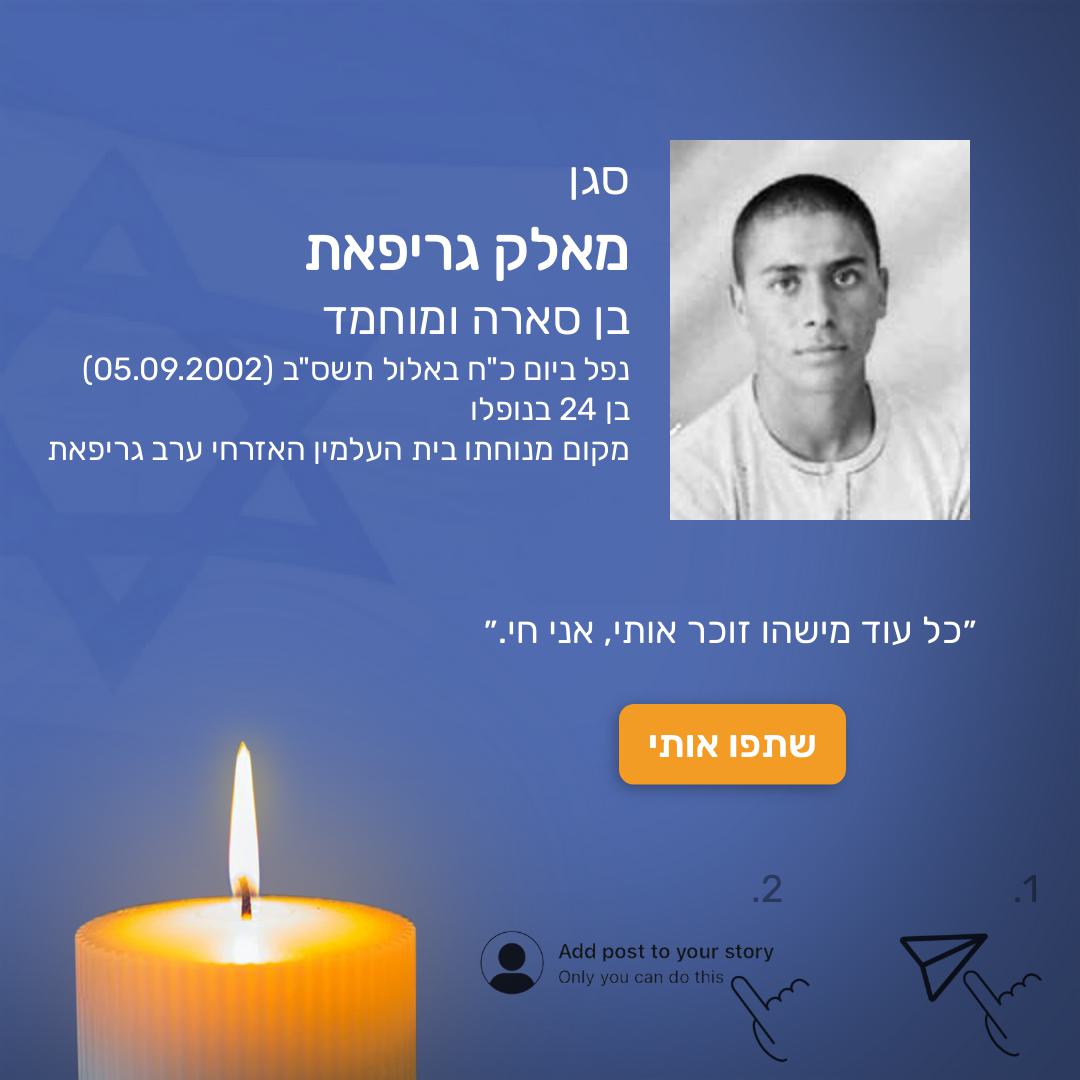 סגן
מאלק גריפאת
בן סארה ומוחמד
נפל ביום כ"ח באלול תשס"ב (05.09.2002)
בן 24 בנופלו
מקום מנוחתו בית העלמין האזרחי ערב גריפאת
״כל עוד מישהו זוכר אותי, אני חי.״
שתפו אותי
1.
2.
Add post to your story
Only you can do this